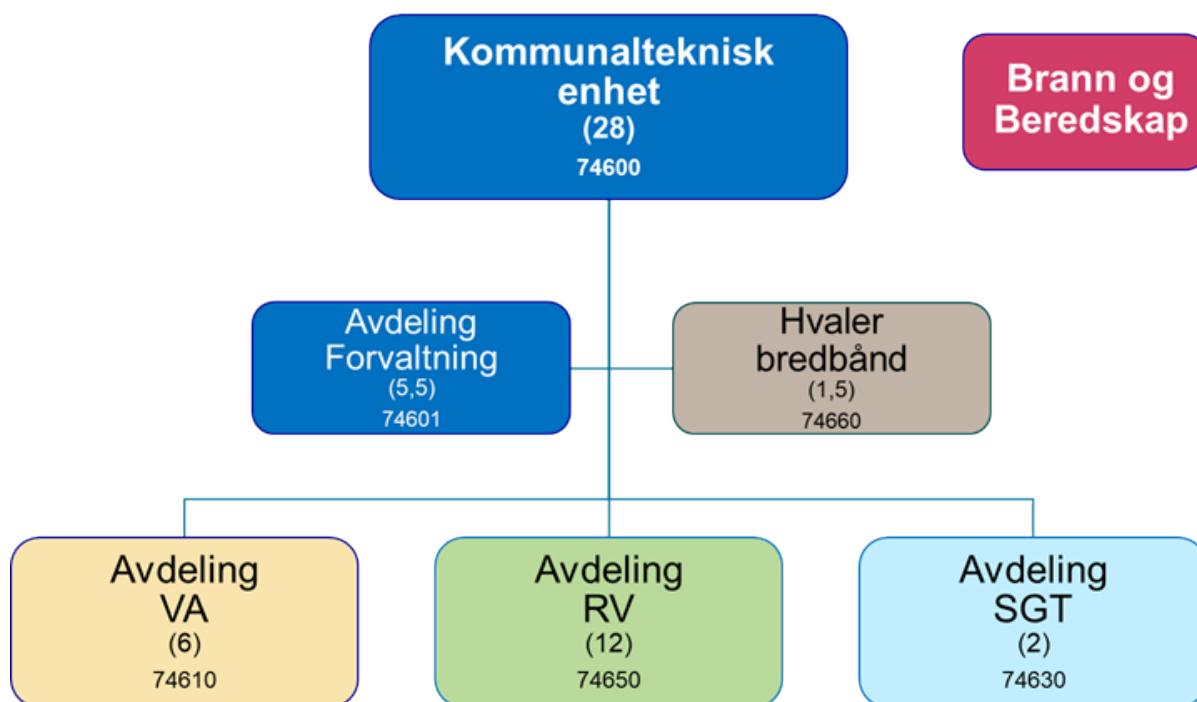 Kommunalteknisk
enhet
(28)
74600
Brann og
Beredskap
Avdeling
Forvaltning
(5,5)
74601
Hvaler
bredbånd
(1,5)
74660
Avdeling
VA
(6)
74610
Avdeling
RV
(12)
74650
Avdeling
SGT
(2)
74630